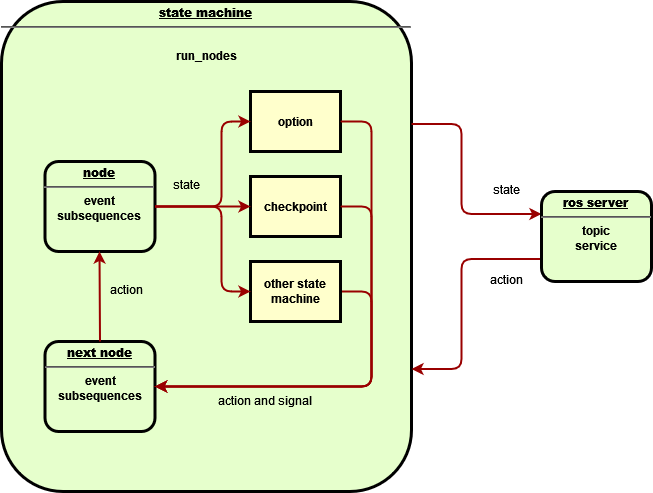 state machine
run_nodes
option
node
state
event
subsequences
checkpoint
other state
machine
action
next node
event
subsequences
action and signal
state
ros server
topic
service
action